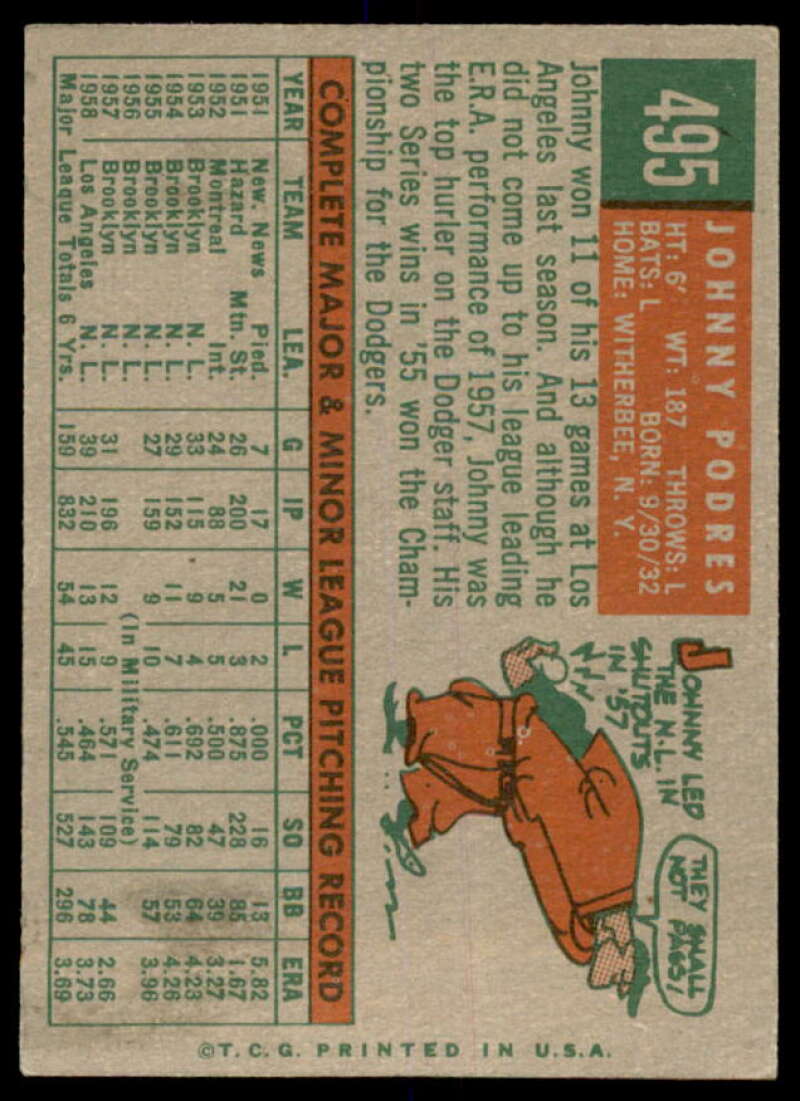 495
JOHNNY PODRES
HT: 6' WT: 187 THROWS: L
BATS: L BORN: 9/30/32
HOME: WITHERBEE, N. Y.
Johnny won 11 of his 13 games at Los
Angeles last season. And although he
did not come up to his league leading
E.R.A. performance of 1957, Johnny was
the top hurler on the Dodger staff. His
two Series wins in '55 won the Cham-
pionship for the Dodgers.
JOHNNY LED
THE N.L. IN
SHUTOUTS
IN '57
THEY SHALL
NOT PASS!
COMPLETE MAJOR & MINOR LEAGUE PITCHING RECORD
YEAR TEAM LEA. G IP W L PCT SO BB ERA
1951 New. News Pied. 7 17 0 2 .000 16 13 5.82
1951 Hazard Mtn. St. 26 200 21 3 .875 228 85 1.67
1952 Montreal Int. 24 88 5 5 .500 47 39 3.27
1953 Brooklyn N. L. 33 115 9 4 .692 82 64 4.23
1954 Brooklyn N. L. 29 152 11 7 .611 79 53 4.26
1955 Brooklyn N. L. 27 159 9 10 .474 114 57 3.96
1956 Brooklyn N. L. (In Military Service)
1957 Brooklyn N. L. 31 196 12 9 .571 109 44 2.66
1958 Los Angeles N. L. 39 210 13 15 .464 143 78 3.73
Major League Totals 6 Yrs. 159 832 54 45 .545 527 296 3.69
©T.C.G. PRINTED IN U.S.A.